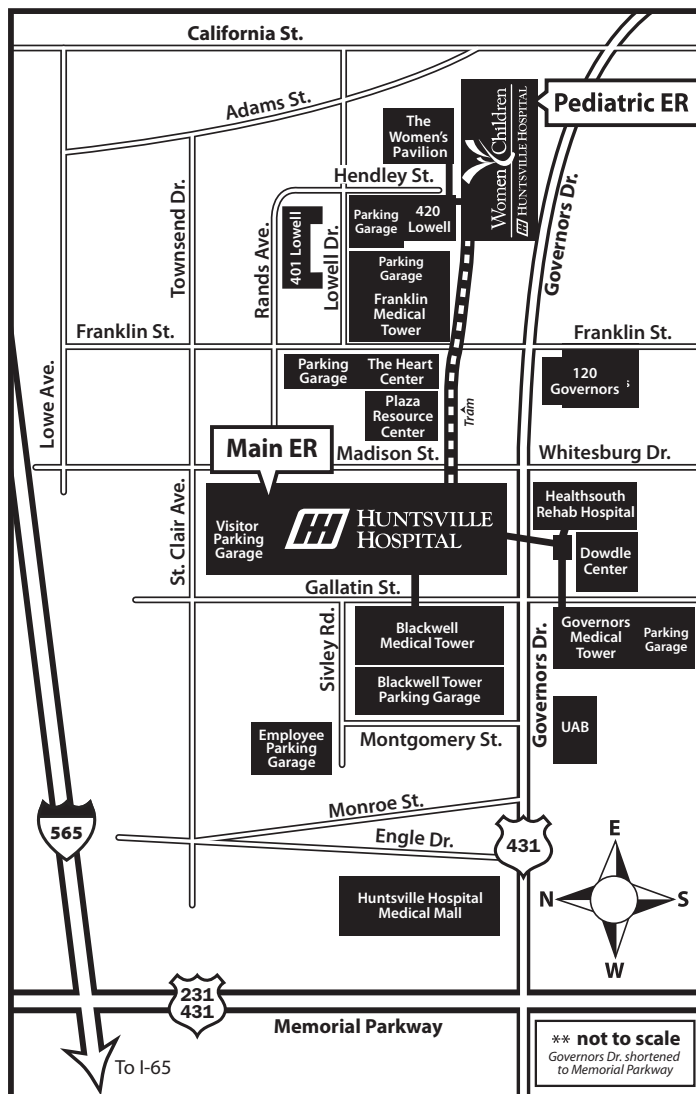 California St.
Adams St.
Pediatric ER
The
Women's
Pavilion
Women & Children
HUNTSVILLE HOSPITAL
Hendley St.
Townsend Dr.
Rands Ave.
401 Lowell
Lowell Dr.
Parking
Garage
420
Lowell
Governors Dr.
Parking
Garage
Franklin
Medical
Tower
Franklin St.
Franklin St.
Lowe Ave.
Parking
Garage
The Heart
Center
120
Governors
Plaza
Resource
Center
Tram
Main ER
Madison St.
Whitesburg Dr.
St. Clair Ave.
Visitor
Parking
Garage
HUNTSVILLE
HOSPITAL
Healthsouth
Rehab Hospital
Dowdle
Center
Gallatin St.
Sivley Rd.
Blackwell
Medical Tower
Governors Dr.
Governors
Medical
Tower
Parking
Garage
Blackwell Tower
Parking Garage
UAB
Employee
Parking
Garage
Montgomery St.
Monroe St.
Engle Dr.
565
431
E
N
S
W
Huntsville Hospital
Medical Mall
231
431
Memorial Parkway
To I-65
** not to scale
Governors Dr. shortened
to Memorial Parkway